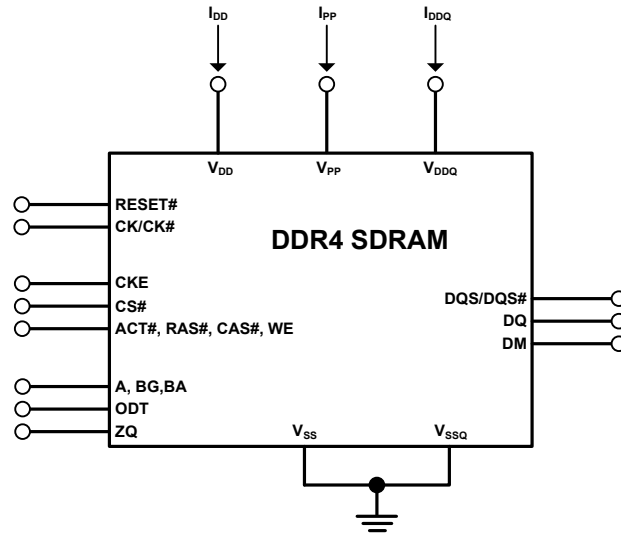 IDD
IPP
IDDQ
VDD
VPP
VDDQ
RESET#
CK/CK#
DDR4 SDRAM
CKE
CS#
ACT#, RAS#, CAS#, WE
DQS/DQS#
DQ
DM
A, BG,BA
ODT
ZQ
VSS
VSSQ